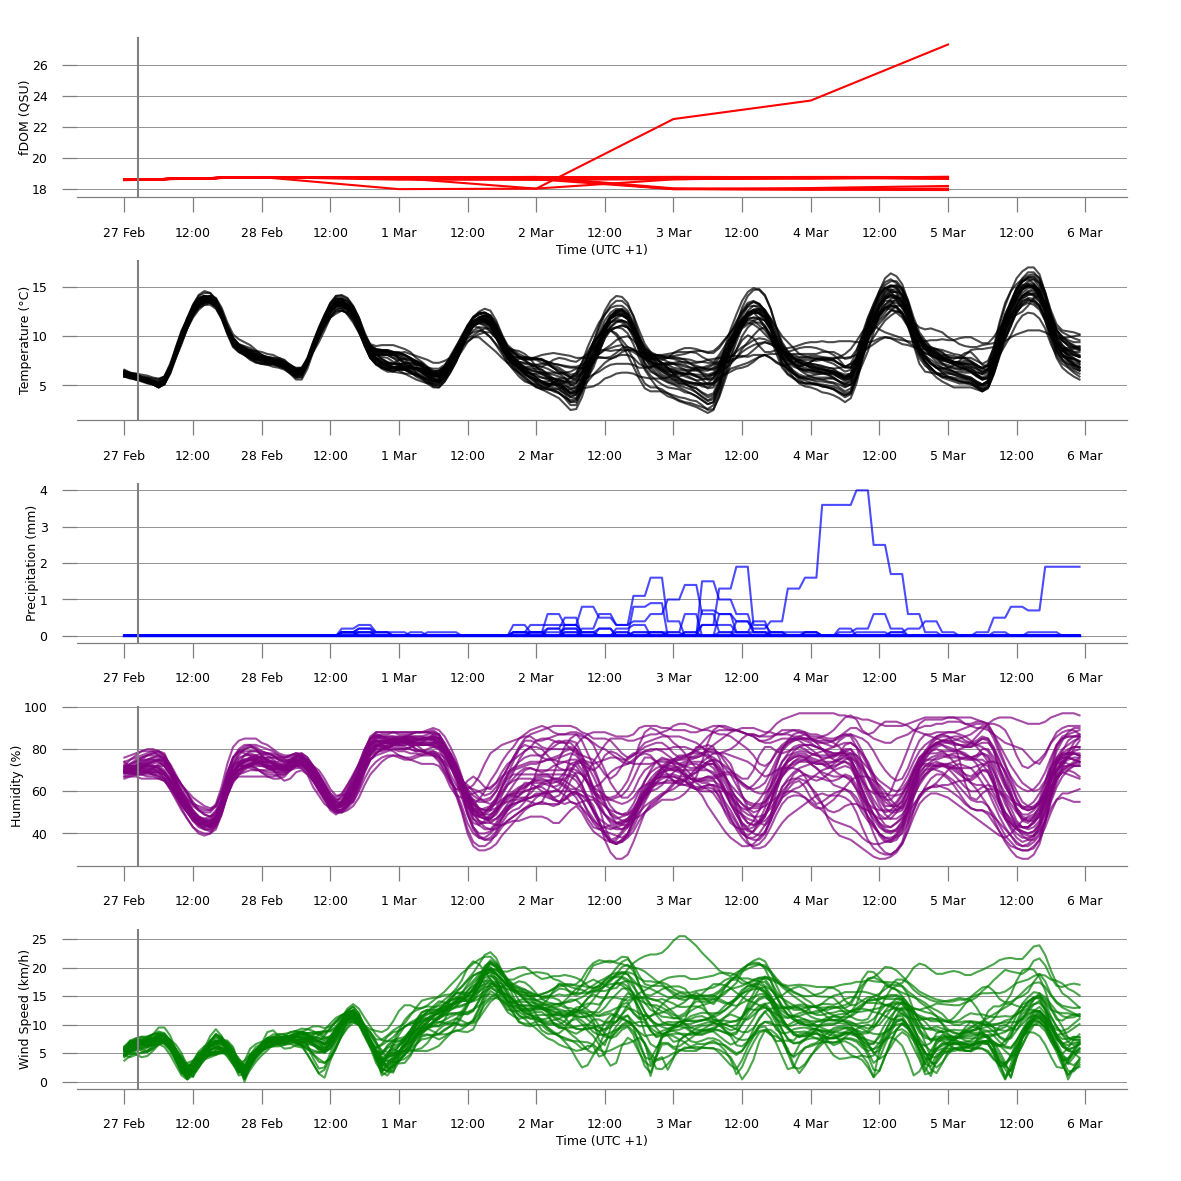 fDOM (QSU)
26
24
22
20
18
27 Feb 12:00 28 Feb 12:00 1 Mar 12:00 2 Mar 12:00 3 Mar 12:00 4 Mar 12:00 5 Mar 12:00 6 Mar
Time (UTC +1)
Temperature (°C)
15
10
5
27 Feb 12:00 28 Feb 12:00 1 Mar 12:00 2 Mar 12:00 3 Mar 12:00 4 Mar 12:00 5 Mar 12:00 6 Mar
Precipitation (mm)
4
3
2
1
0
27 Feb 12:00 28 Feb 12:00 1 Mar 12:00 2 Mar 12:00 3 Mar 12:00 4 Mar 12:00 5 Mar 12:00 6 Mar
Humidity (%)
100
80
60
40
27 Feb 12:00 28 Feb 12:00 1 Mar 12:00 2 Mar 12:00 3 Mar 12:00 4 Mar 12:00 5 Mar 12:00 6 Mar
Wind Speed (km/h)
25
20
15
10
5
0
27 Feb 12:00 28 Feb 12:00 1 Mar 12:00 2 Mar 12:00 3 Mar 12:00 4 Mar 12:00 5 Mar 12:00 6 Mar
Time (UTC +1)